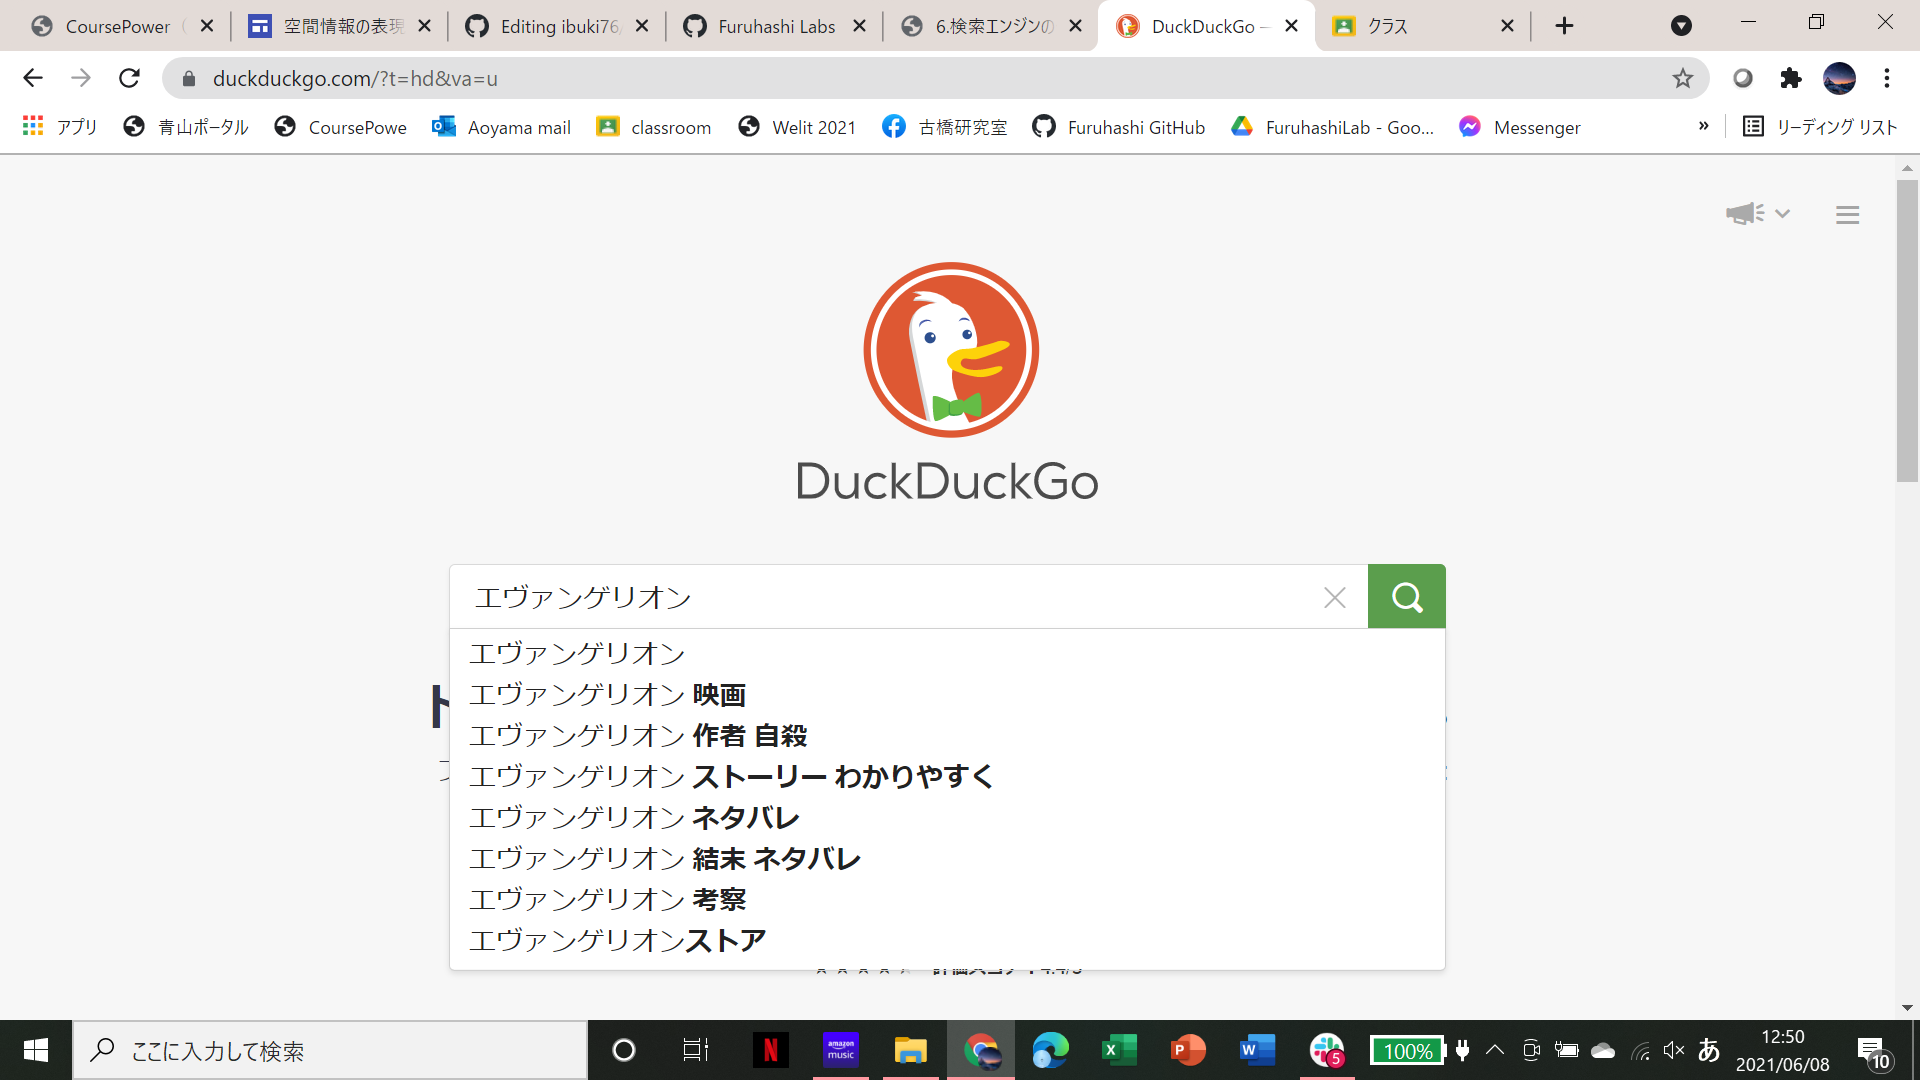 CoursePower
空間情報の表現
Editing ibuki76
Furuhashi Labs
6.検索エンジンの
DuckDuckGo –
クラス
duckduckgo.com/?t=hd&va=u
アプリ
青山ポータル
CoursePowe
Aoyama mail
classroom
Welit 2021
古橋研究室
Furuhashi GitHub
FuruhashiLab - Goo...
Messenger
»
リーディング リスト
DuckDuckGo
エヴァンゲリオン
エヴァンゲリオン
エヴァンゲリオン 映画
エヴァンゲリオン 作者 自殺
エヴァンゲリオン ストーリー わかりやすく
エヴァンゲリオン ネタバレ
エヴァンゲリオン 結末 ネタバレ
エヴァンゲリオン 考察
エヴァンゲリオンストア
ここに入力して検索
N
amazon music
X
P
W
5
100%
あ
12:50
2021/06/08
10